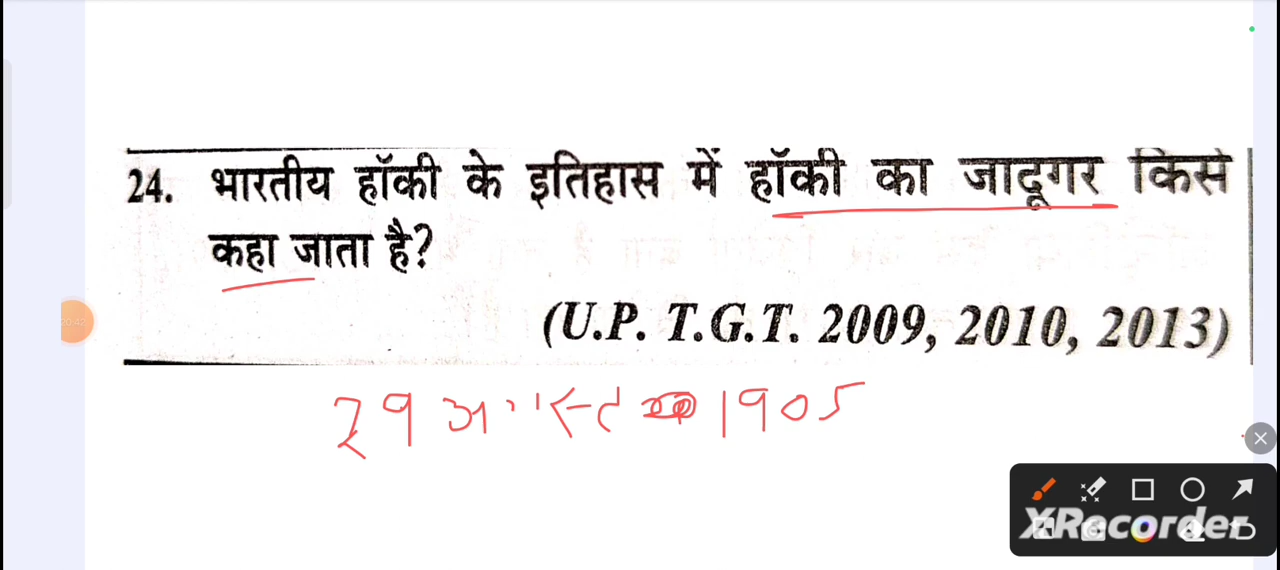 24. भारतीय हॉकी के इतिहास में हॉकी का जादूगर किसे
कहा जाता है?
(U.P. T.G.T. 2009, 2010, 2013)
29 अगस्त 1905
XRecorder